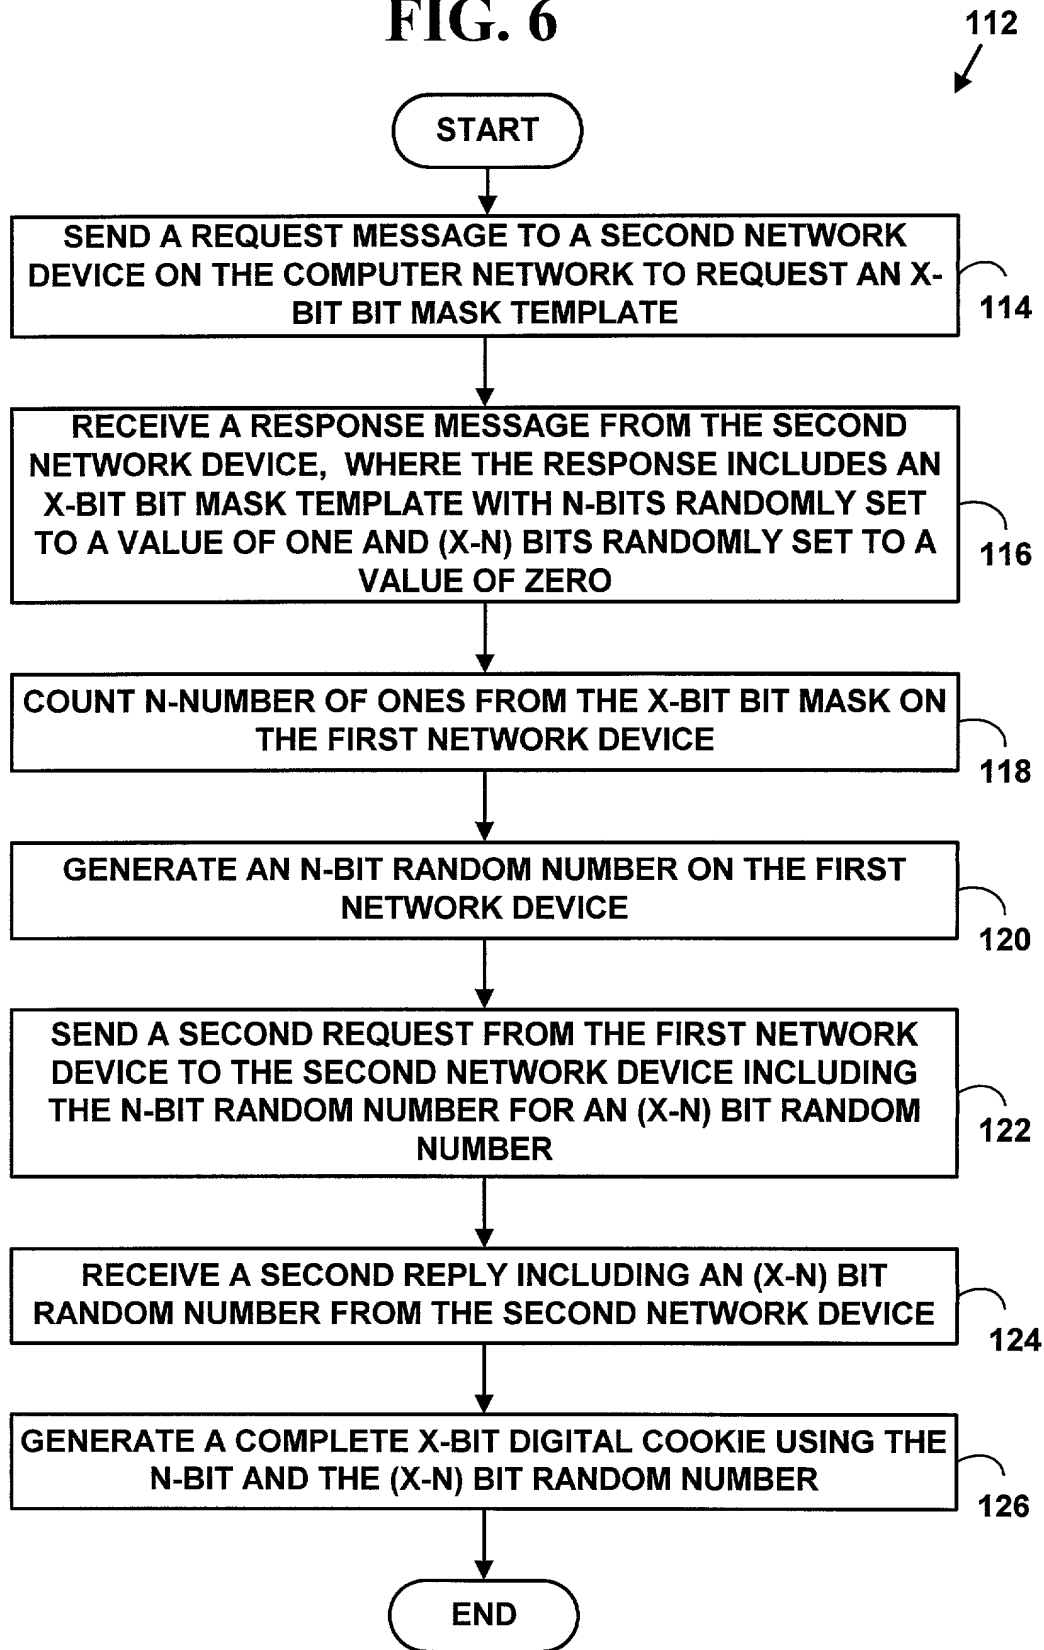 FIG. 6
112
START
SEND A REQUEST MESSAGE TO A SECOND NETWORK
DEVICE ON THE COMPUTER NETWORK TO REQUEST AN X-
BIT BIT MASK TEMPLATE
114
RECEIVE A RESPONSE MESSAGE FROM THE SECOND
NETWORK DEVICE, WHERE THE RESPONSE INCLUDES AN
X-BIT BIT MASK TEMPLATE WITH N-BITS RANDOMLY SET
TO A VALUE OF ONE AND (X-N) BITS RANDOMLY SET TO A
VALUE OF ZERO
116
COUNT N-NUMBER OF ONES FROM THE X-BIT BIT MASK ON
THE FIRST NETWORK DEVICE
118
GENERATE AN N-BIT RANDOM NUMBER ON THE FIRST
NETWORK DEVICE
120
SEND A SECOND REQUEST FROM THE FIRST NETWORK
DEVICE TO THE SECOND NETWORK DEVICE INCLUDING
THE N-BIT RANDOM NUMBER FOR AN (X-N) BIT RANDOM
NUMBER
122
RECEIVE A SECOND REPLY INCLUDING AN (X-N) BIT
RANDOM NUMBER FROM THE SECOND NETWORK DEVICE
124
GENERATE A COMPLETE X-BIT DIGITAL COOKIE USING THE
N-BIT AND THE (X-N) BIT RANDOM NUMBER
126
END